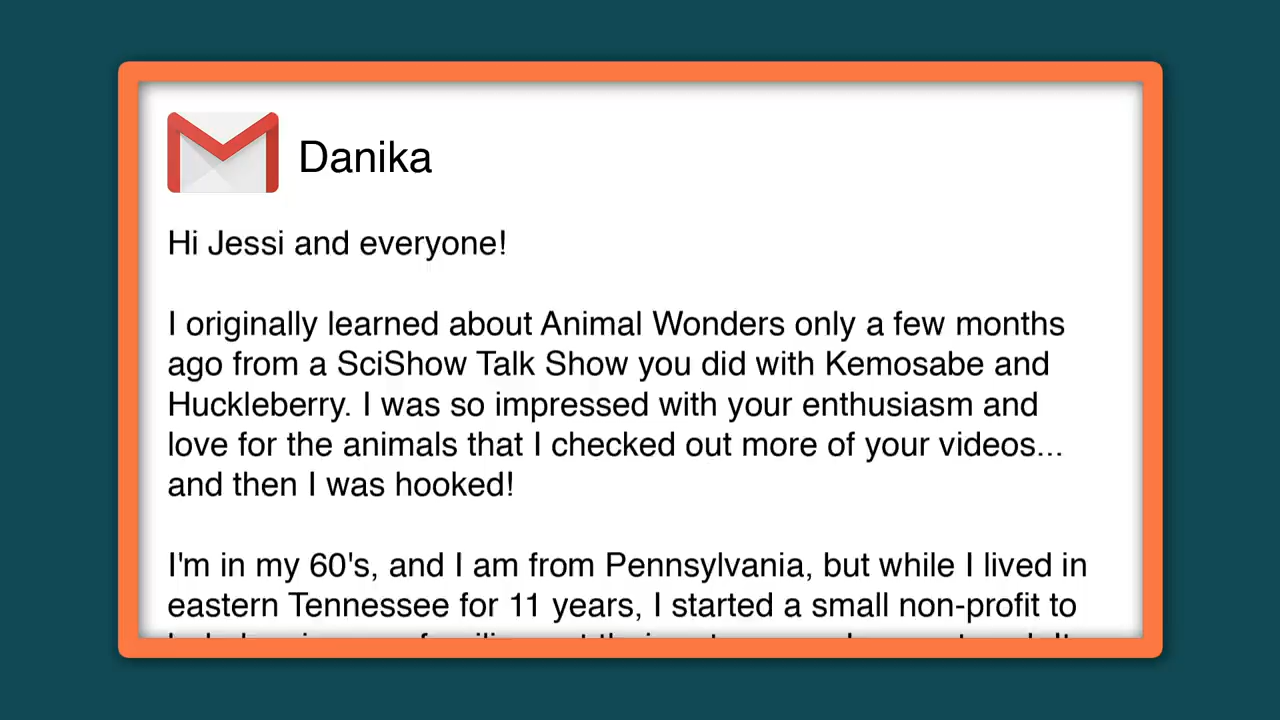 Danika
Hi Jessi and everyone!
I originally learned about Animal Wonders only a few months
ago from a SciShow Talk Show you did with Kemosabe and
Huckleberry. I was so impressed with your enthusiasm and
love for the animals that I checked out more of your videos...
and then I was hooked!
I'm in my 60's, and I am from Pennsylvania, but while I lived in
eastern Tennessee for 11 years, I started a small non-profit to